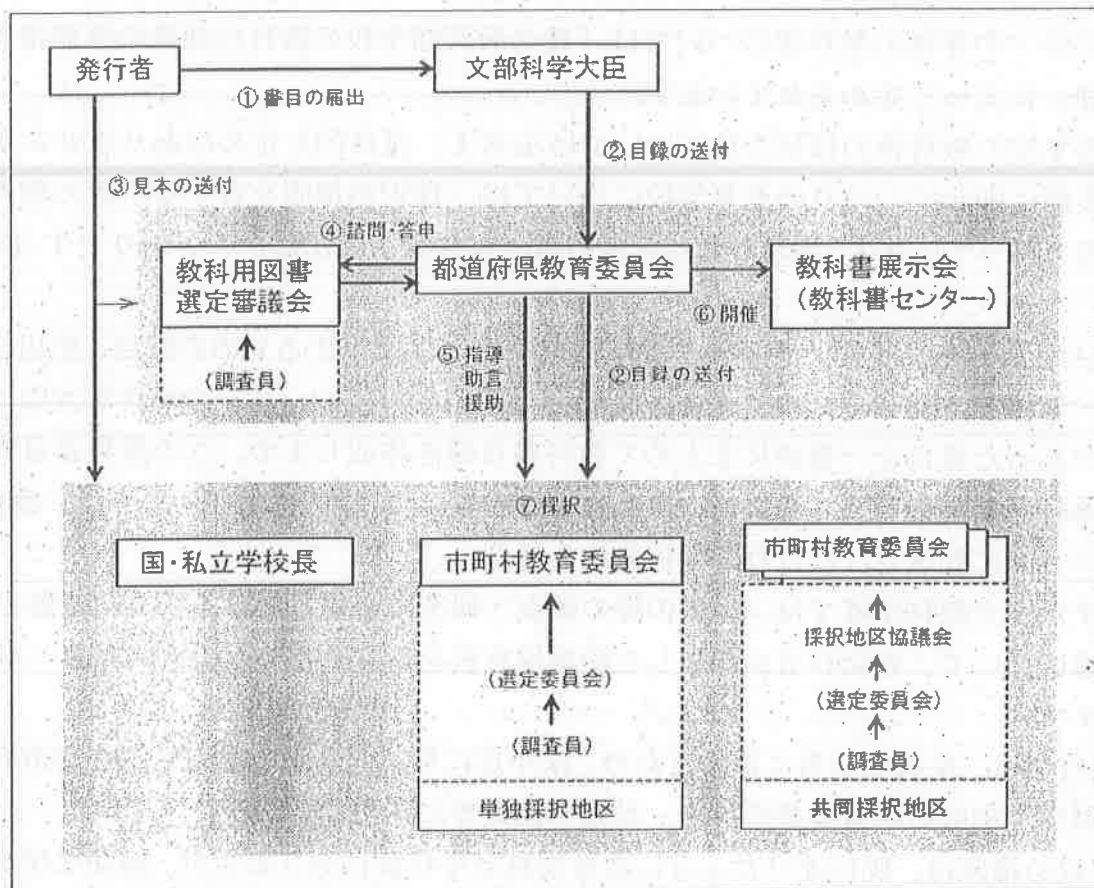 発行者
文部科学大臣
①書目の届出
②目録の送付
③見本の送付
④諮問・答申
教科用図書
選定審議会
都道府県教育委員会
教科書展示会
(教科書センター)
⑥開催
(調査員)
⑤指導
助言
援助
②目録の送付
⑦採択
国・私立学校長
市町村教育委員会
市町村教育委員会
採択地区協議会
(選定委員会)
(選定委員会)
(調査員)
(調査員)
単独採択地区
共同採択地区